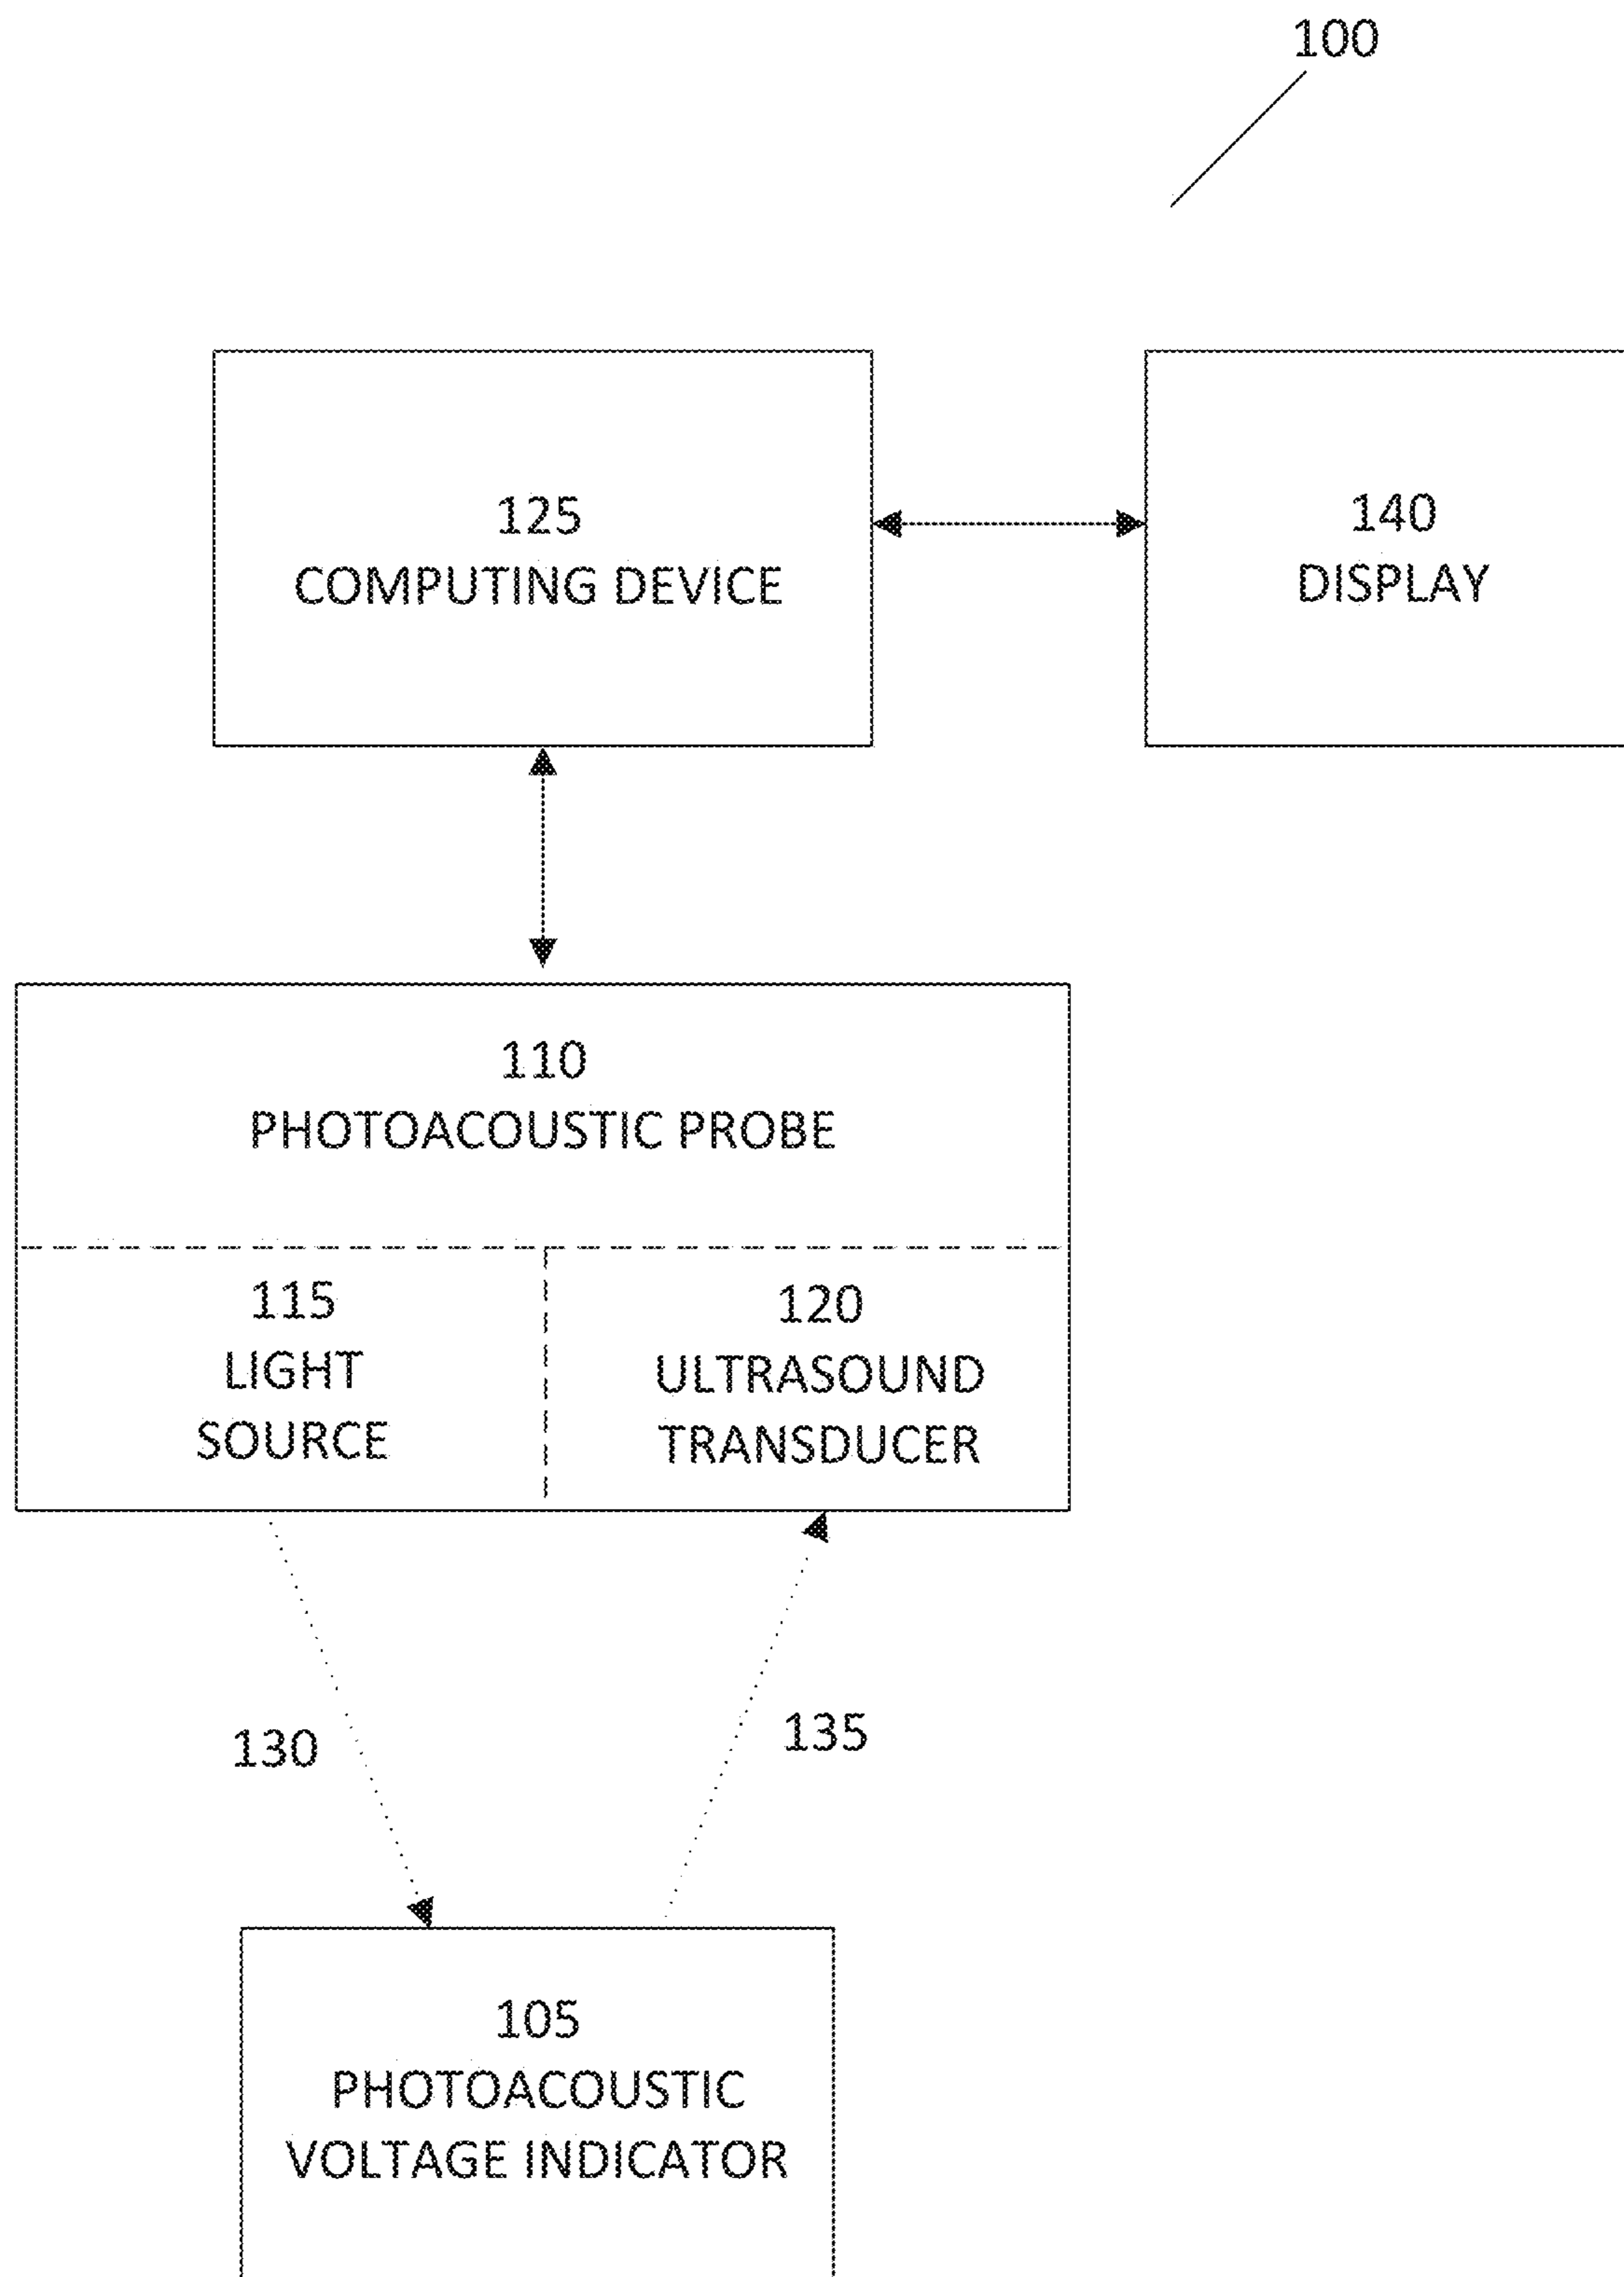 100
125
COMPUTING DEVICE
140
DISPLAY
110
PHOTOACOUSTIC PROBE
115
LIGHT
SOURCE
120
ULTRASOUND
TRANSDUCER
130
135
105
PHOTOACOUSTIC
VOLTAGE INDICATOR